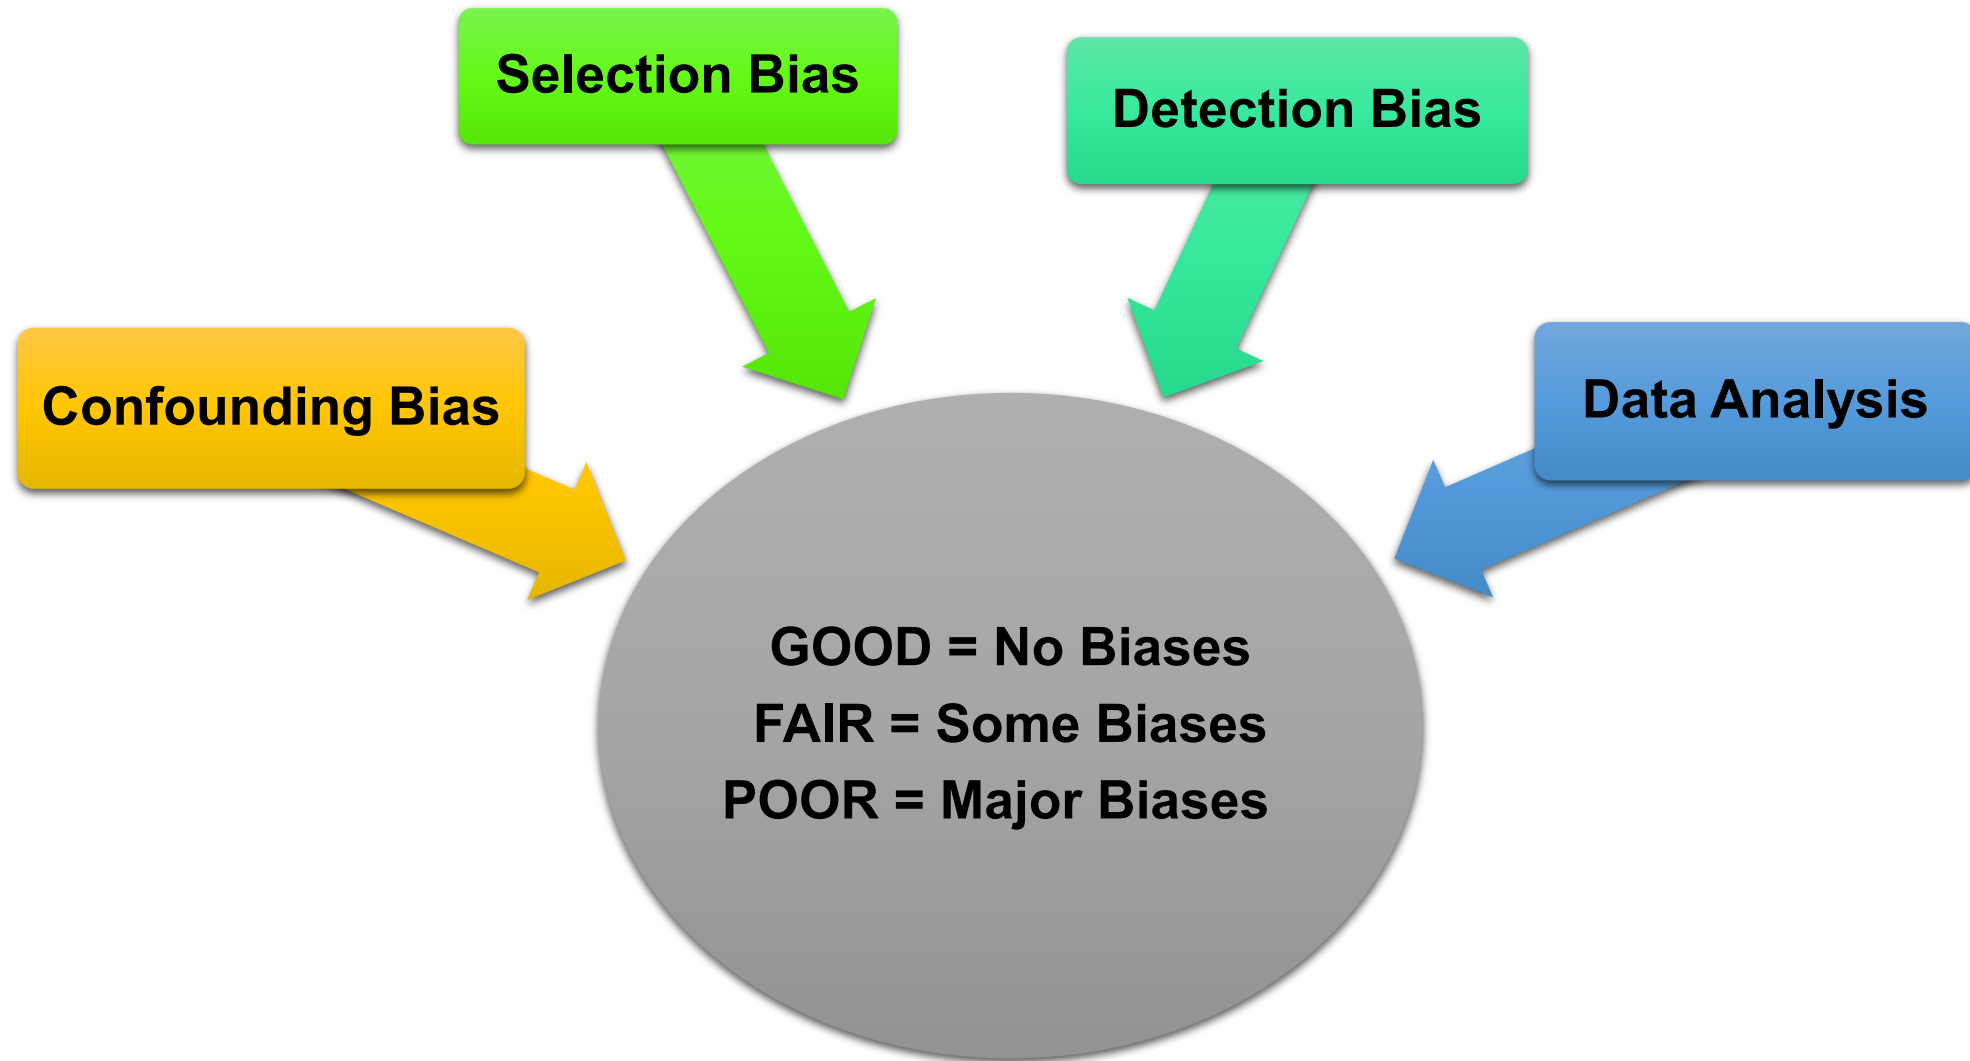 Selection Bias
Detection Bias
Confounding Bias
Data Analysis
GOOD = No Biases
FAIR = Some Biases
POOR = Major Biases